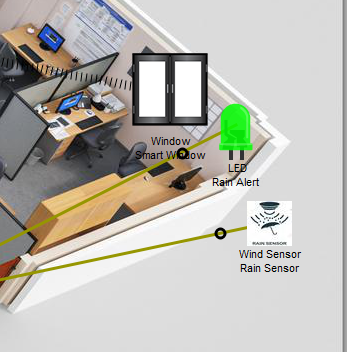 Window
Smart Window
LED
Rain Alert
RAIN SENSOR
Wind Sensor
Rain Sensor